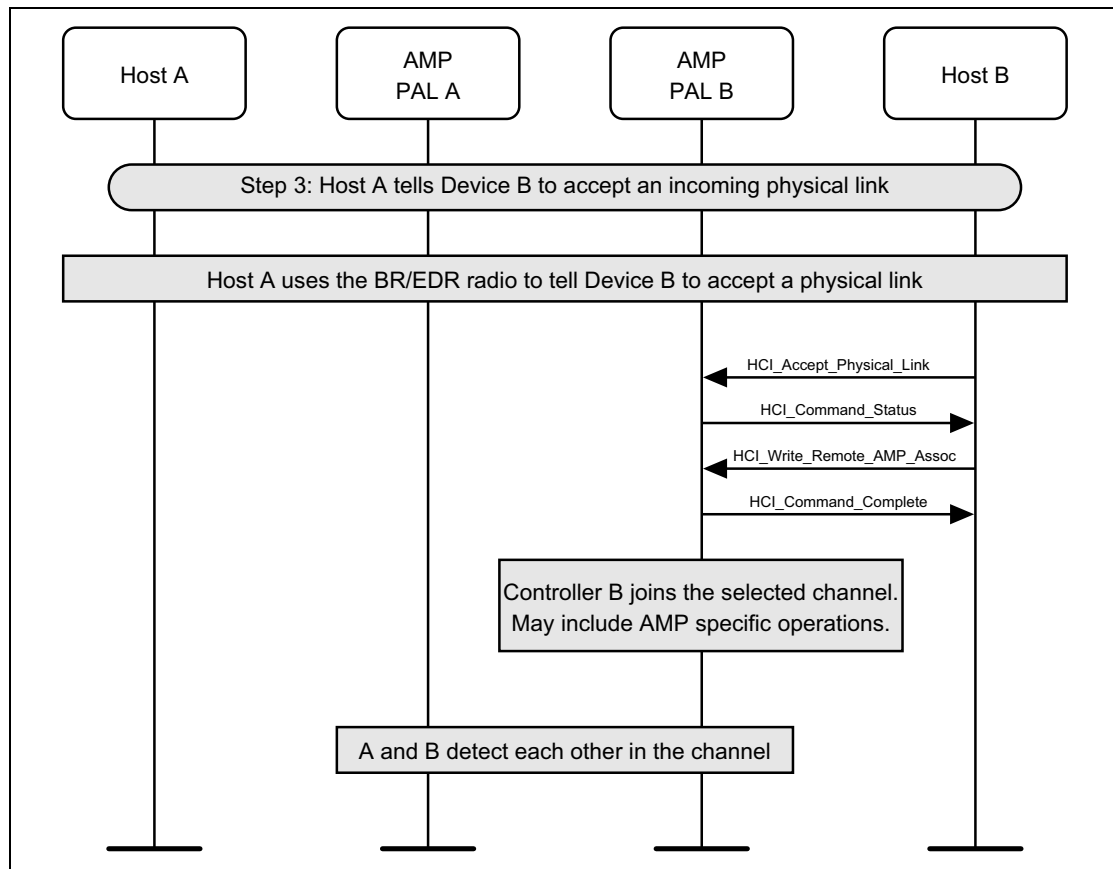 Host A
AMP
PAL A
AMP
PAL B
Host B
Step 3: Host A tells Device B to accept an incoming physical link
Host A uses the BR/EDR radio to tell Device B to accept a physical link
HCI_Accept_Physical_Link
HCI_Command_Status
HCI_Write_Remote_AMP_Assoc
HCI_Command_Complete
Controller B joins the selected channel.
May include AMP specific operations.
A and B detect each other in the channel